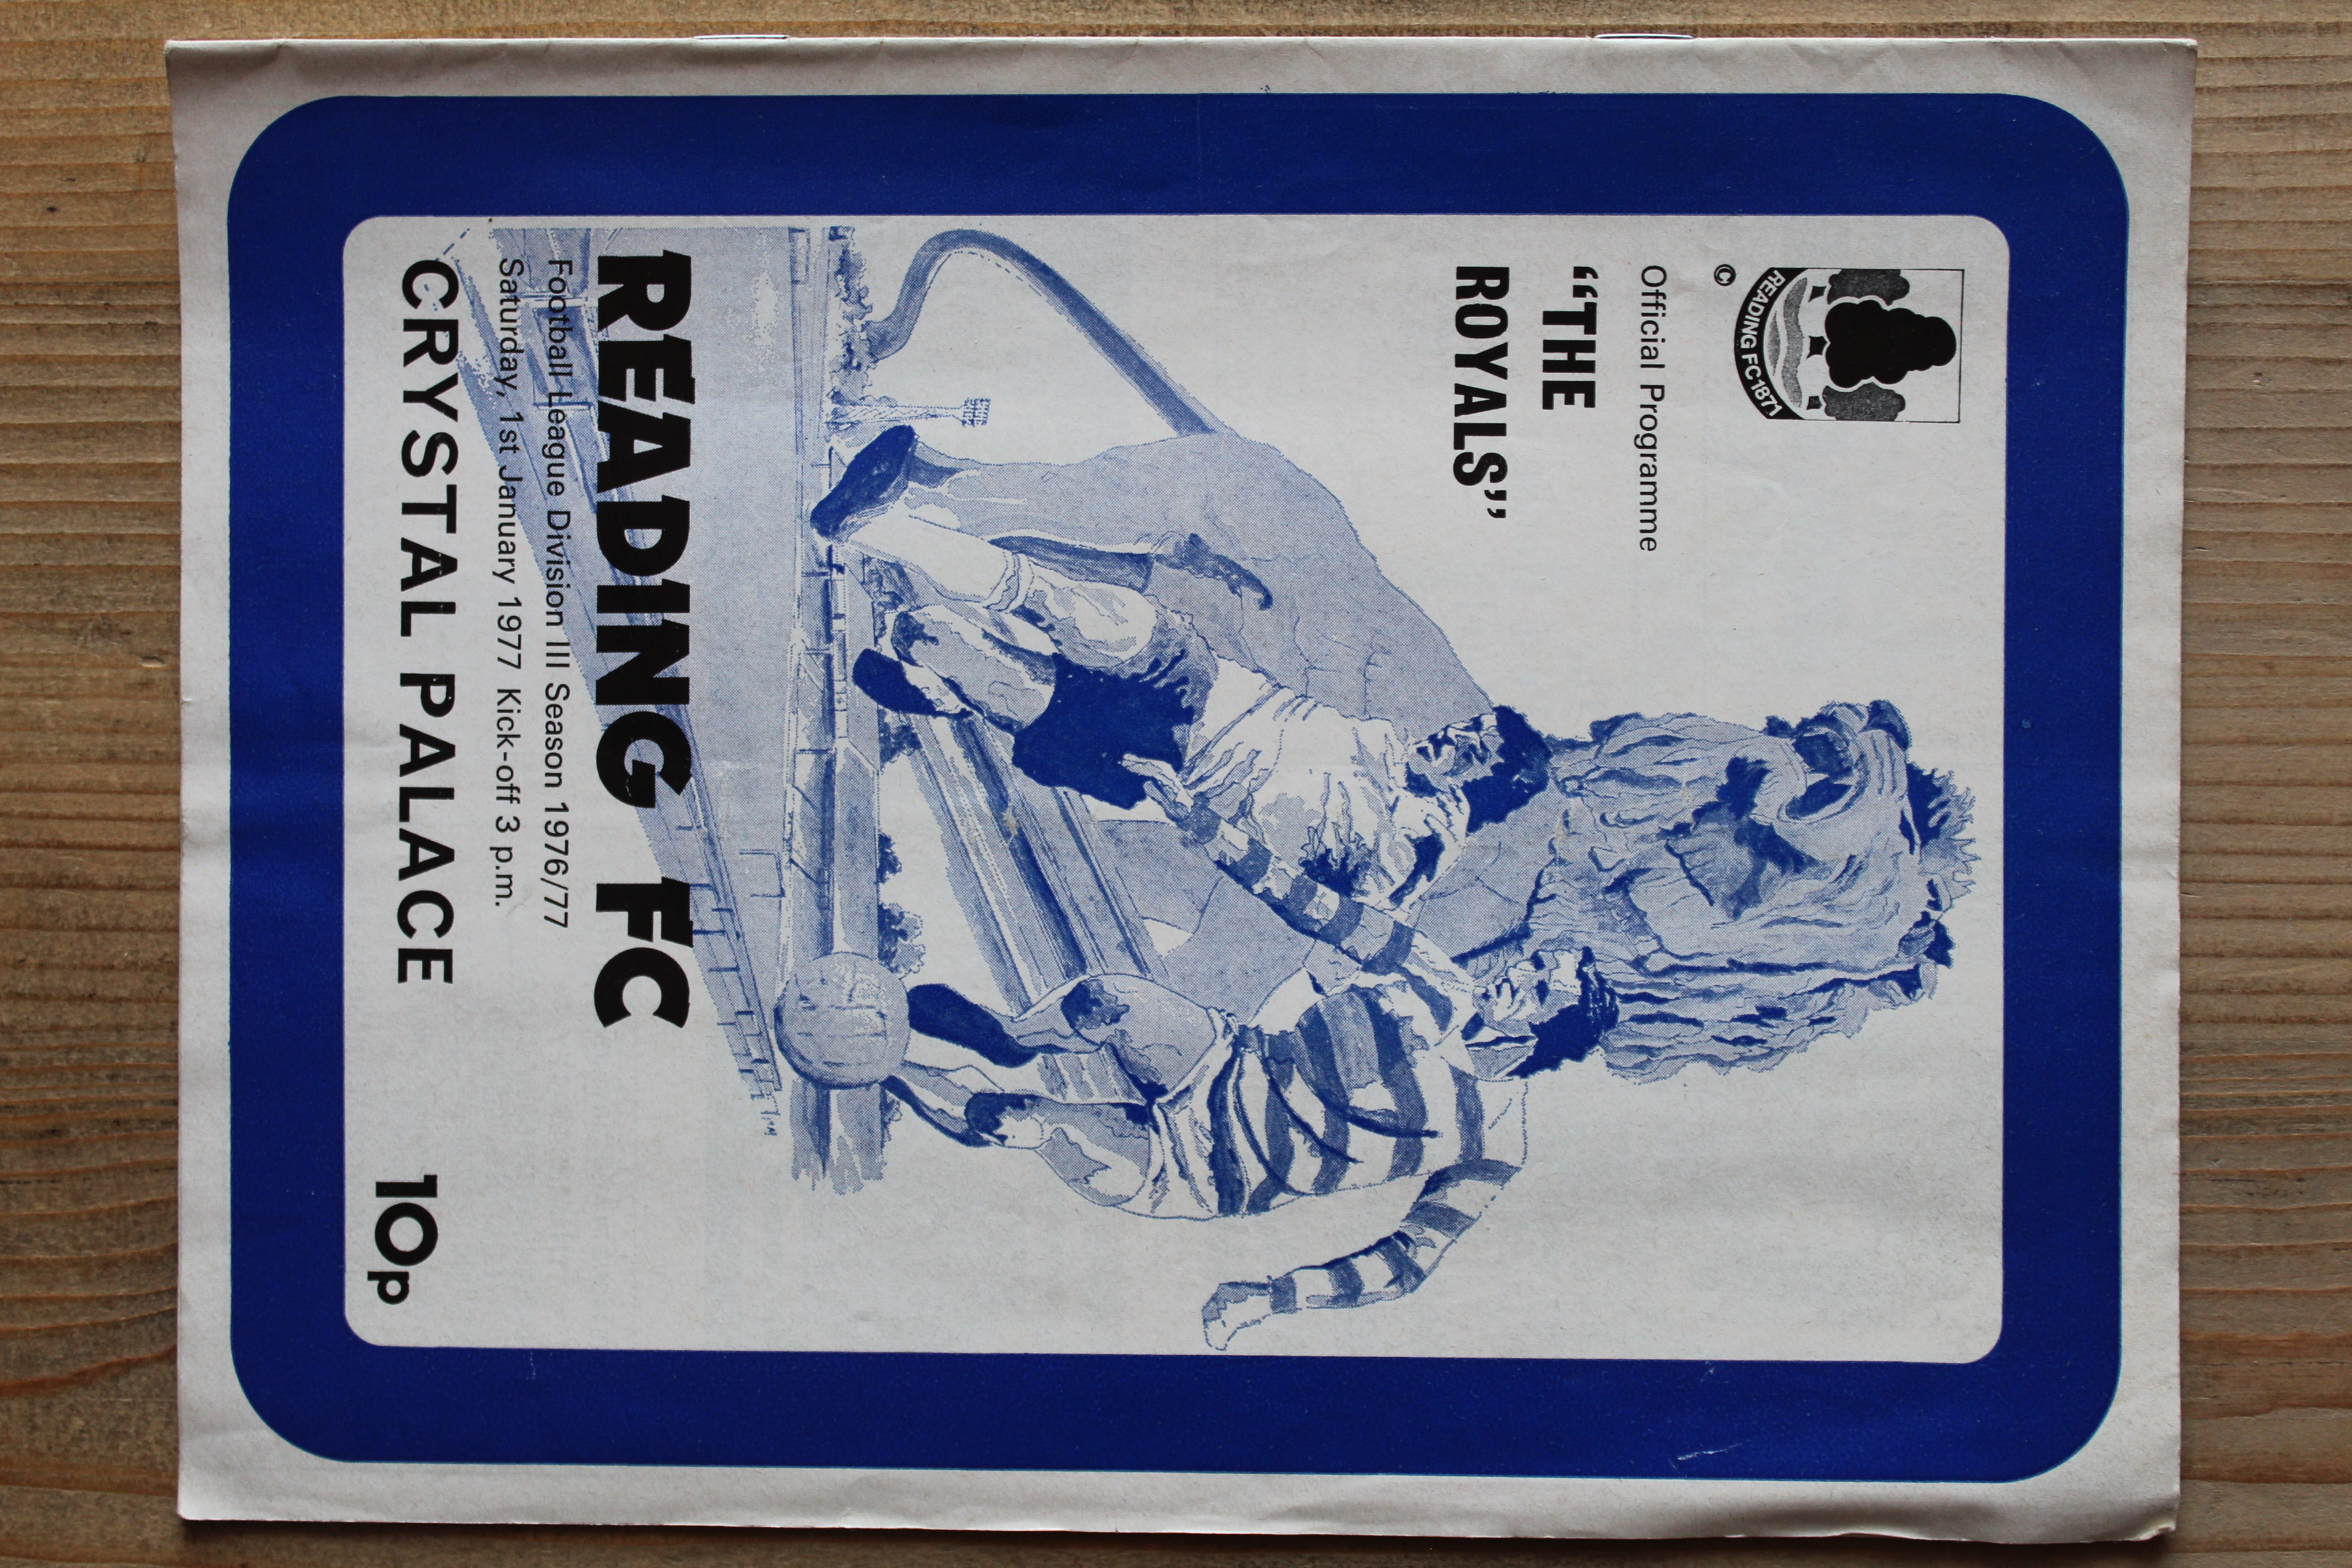 READING FC·1871
©
Official Programme
“THE
ROYALS”
READING FC
Football League Division III Season 1976/77
Saturday, 1st January 1977 Kick-off 3 p.m.
CRYSTAL PALACE
10p